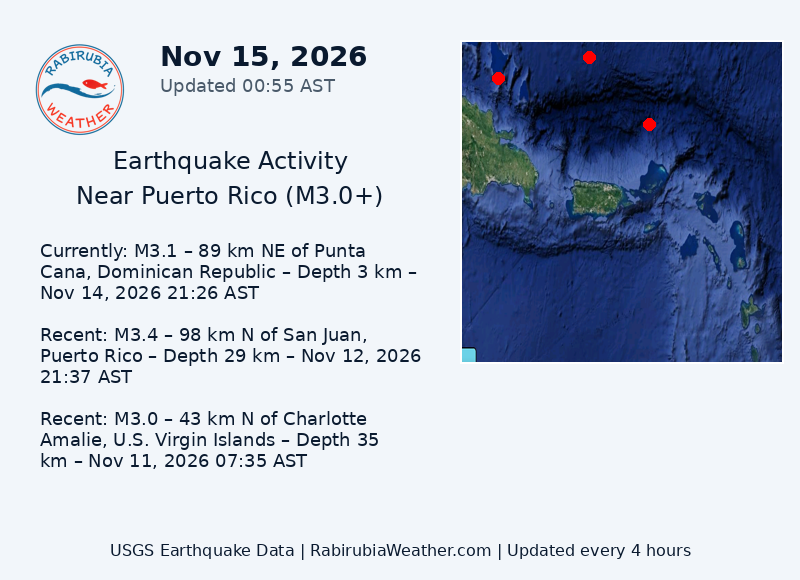 RABIRUBIA
WEATHER
Nov 15, 2026
Updated 00:55 AST
Earthquake Activity
Near Puerto Rico (M3.0+)
Currently: M3.1 – 89 km NE of Punta
Cana, Dominican Republic – Depth 3 km –
Nov 14, 2026 21:26 AST
Recent: M3.4 – 98 km N of San Juan,
Puerto Rico – Depth 29 km – Nov 12, 2026
21:37 AST
Recent: M3.0 – 43 km N of Charlotte
Amalie, U.S. Virgin Islands – Depth 35
km – Nov 11, 2026 07:35 AST
USGS Earthquake Data | RabirubiaWeather.com | Updated every 4 hours